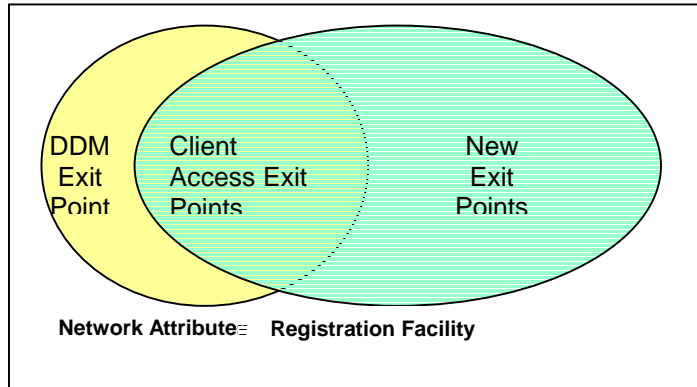 DDM
Exit
Point
Client
Access Exit
Points
New
Exit
Points
Network Attribute
Registration Facility